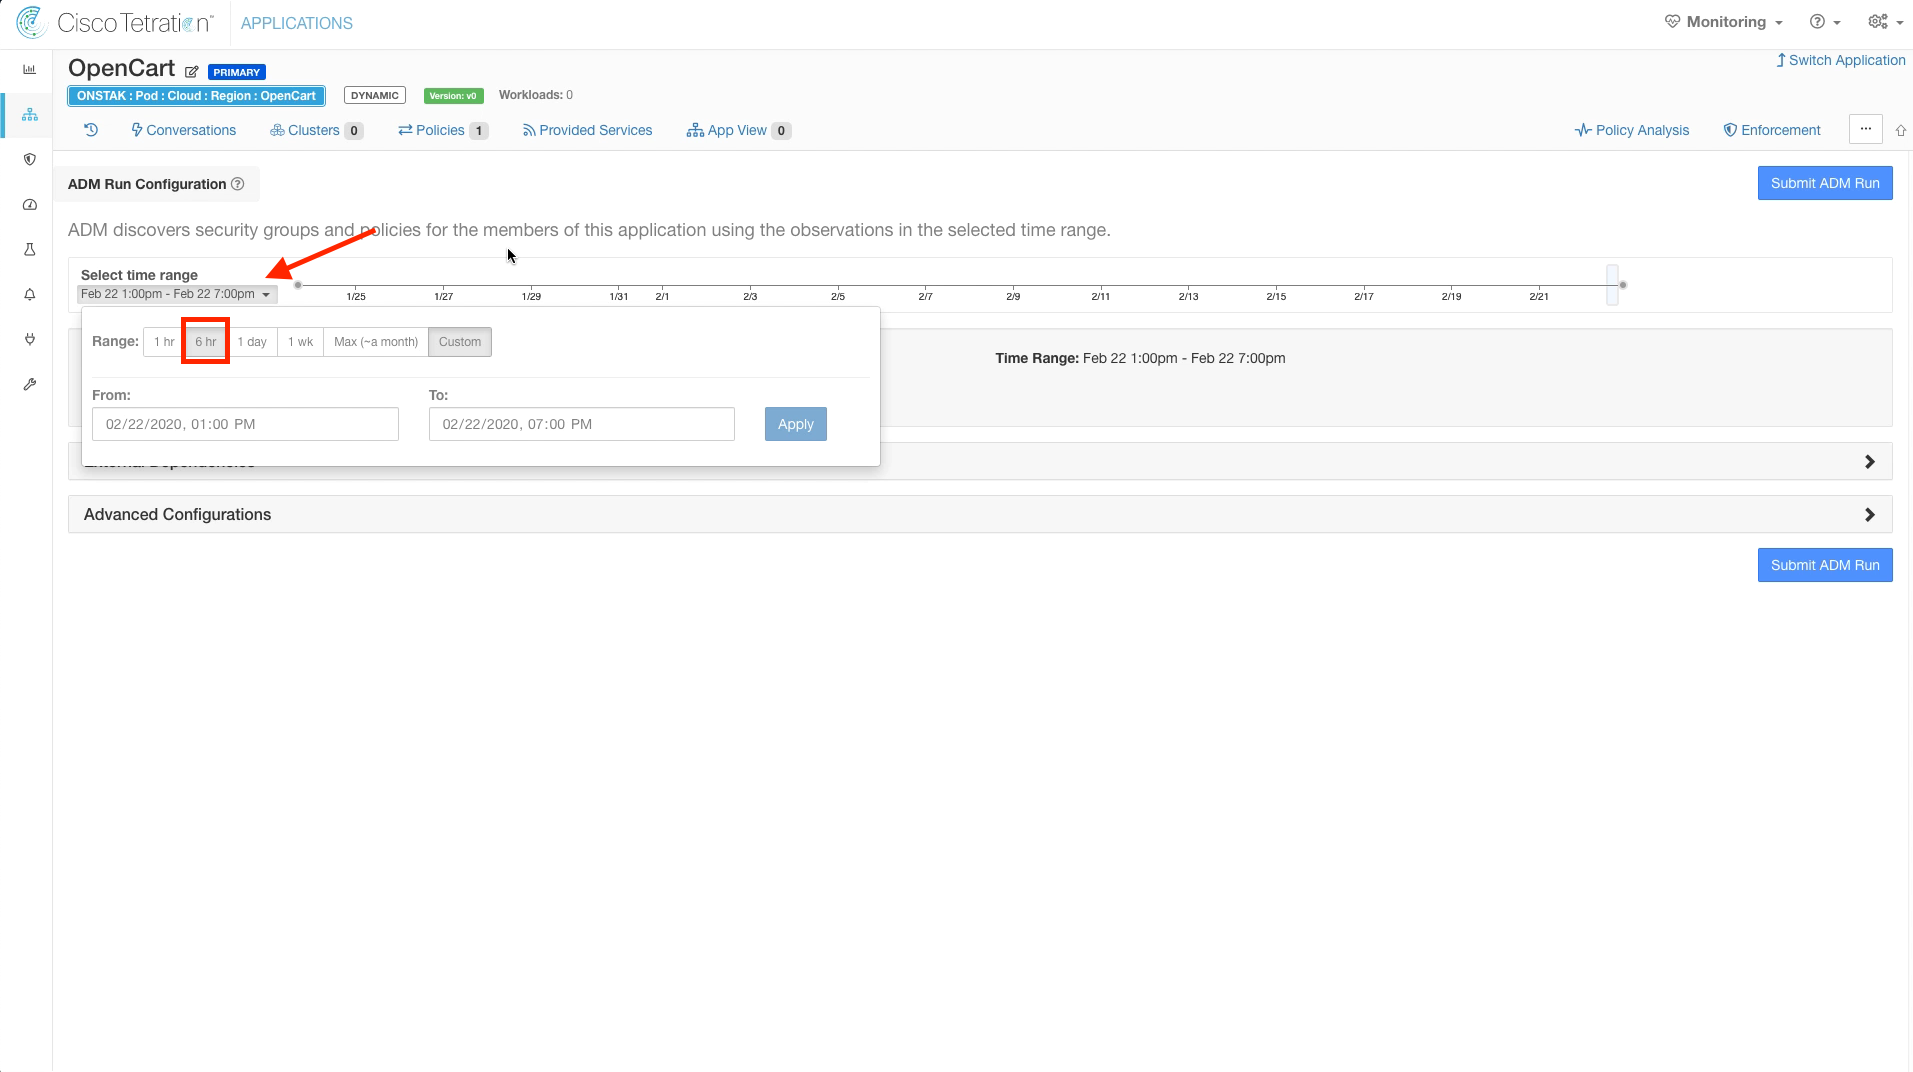 Cisco Tetration™ APPLICATIONS
Monitoring
OpenCart PRIMARY
Switch Application
ONSTAK : Pod : Cloud : Region : OpenCart DYNAMIC Version: v0 Workloads: 0
Conversations Clusters 0 Policies 1 Provided Services App View 0 Policy Analysis Enforcement ...
ADM Run Configuration ?
Submit ADM Run
ADM discovers security groups and policies for the members of this application using the observations in the selected time range.
Select time range
Feb 22 1:00pm - Feb 22 7:00pm
1/25 1/27 1/29 1/31 2/1 2/3 2/5 2/7 2/9 2/11 2/13 2/15 2/17 2/19 2/21
Range: 1 hr 6 hr 1 day 1 wk Max (~a month) Custom
Time Range: Feb 22 1:00pm - Feb 22 7:00pm
From: To:
02/22/2020, 01:00 PM 02/22/2020, 07:00 PM Apply
External Dependencies
Advanced Configurations
Submit ADM Run